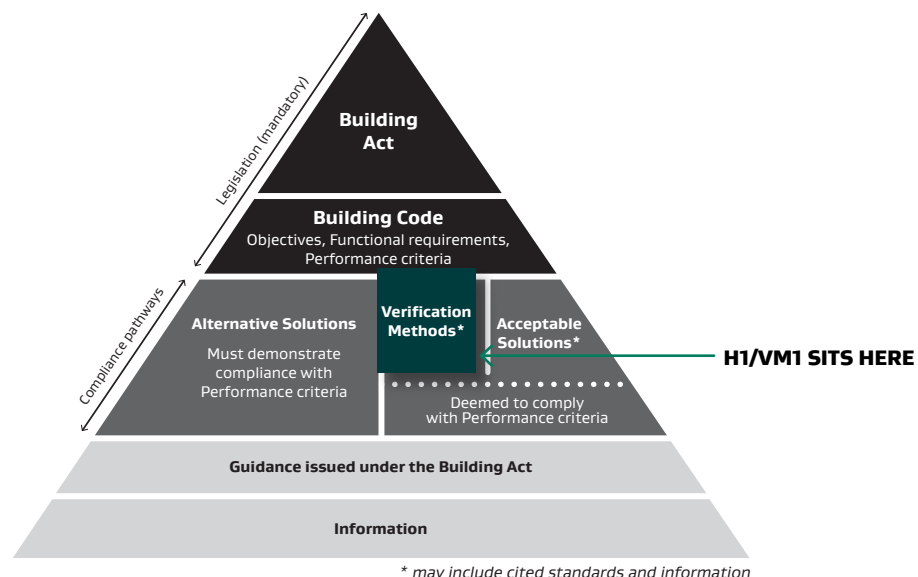 Building
Act
Legislation (mandatory)
Building Code
Objectives, Functional requirements,
Performance criteria
Compliance pathways
Alternative Solutions
Must demonstrate
compliance with
Performance criteria
Verification
Methods*
Acceptable
Solutions*
H1/VM1 SITS HERE
Deemed to comply
with Performance criteria
Guidance issued under the Building Act
Information
* may include cited standards and information